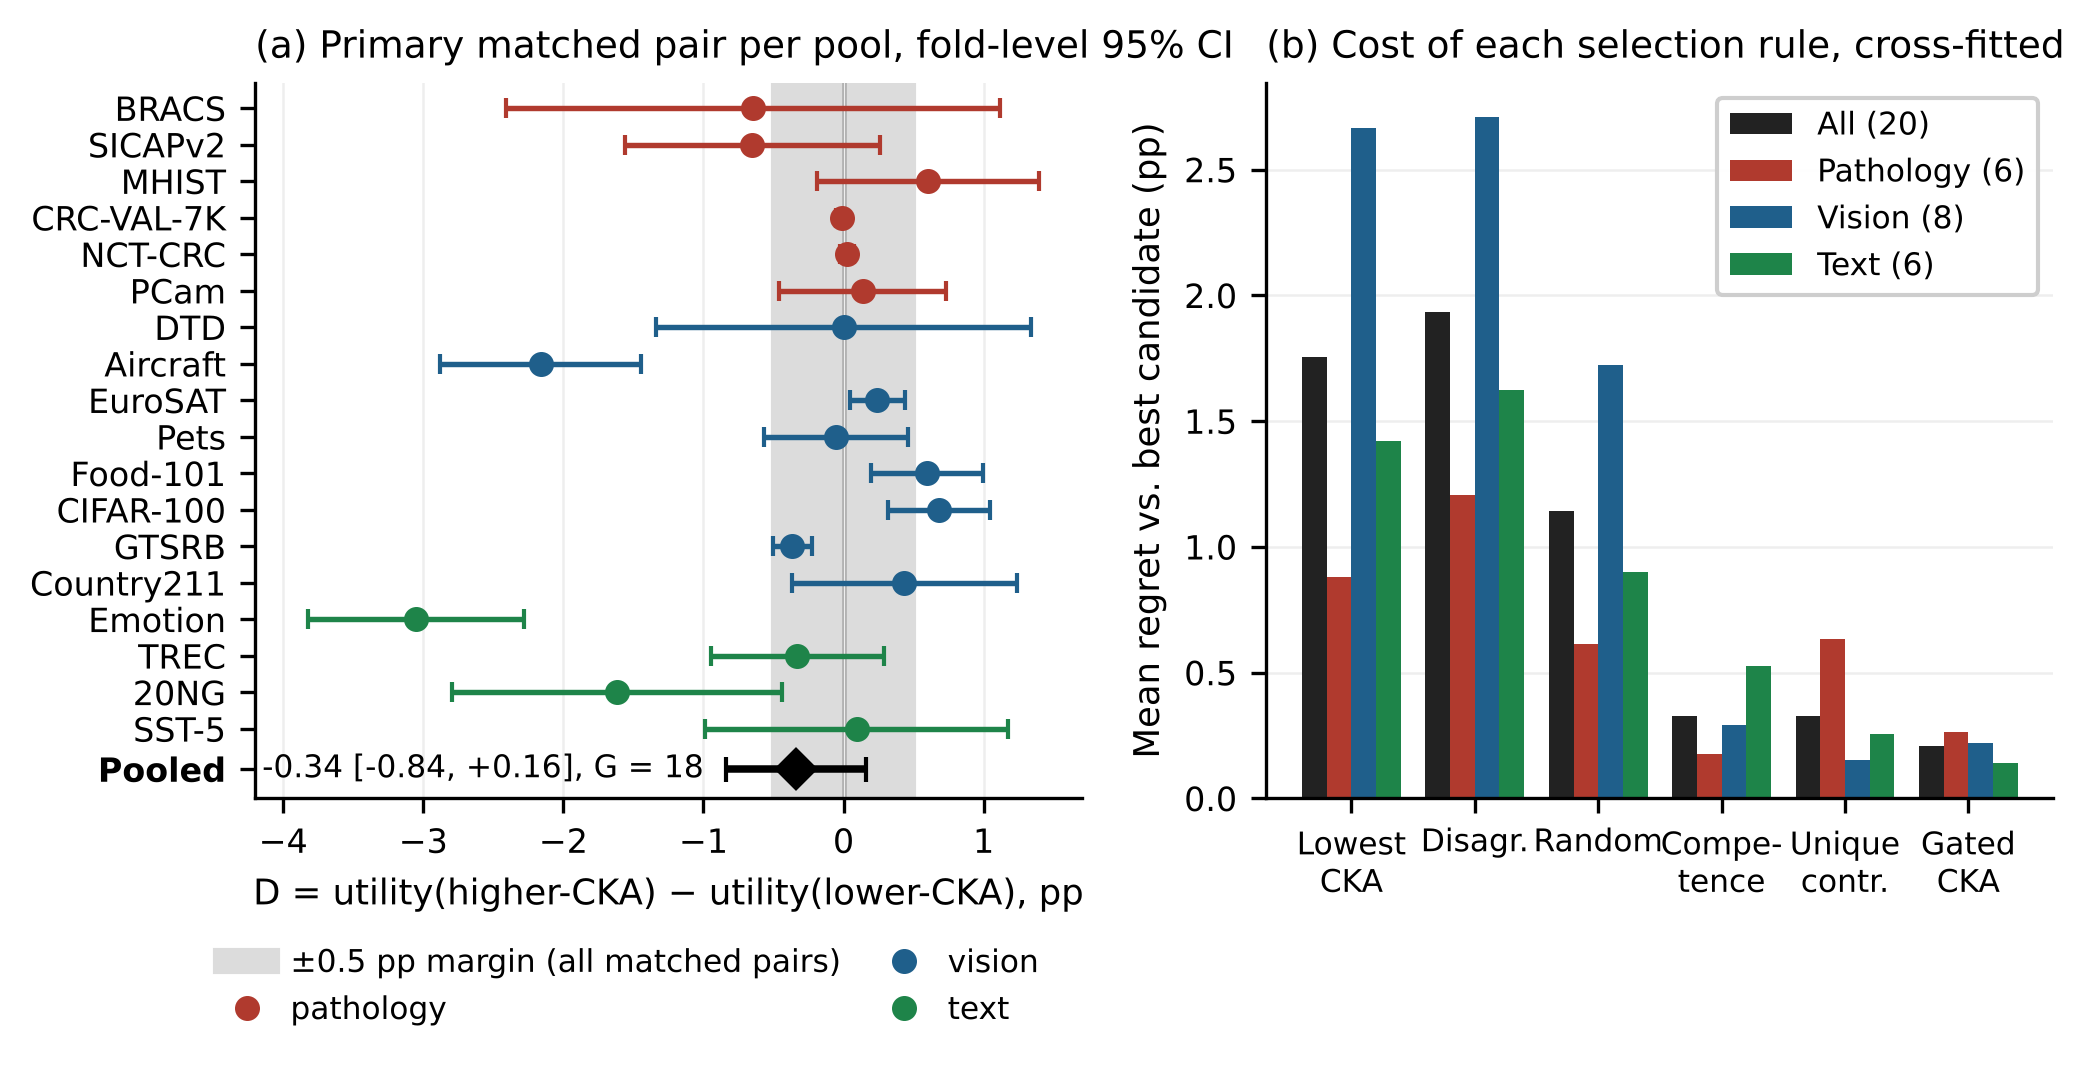 (a) Primary matched pair per pool, fold-level 95% CI
BRACS
SICAPv2
MHIST
CRC-VAL-7K
NCT-CRC
PCam
DTD
Aircraft
EuroSAT
Pets
Food-101
CIFAR-100
GTSRB
Country211
Emotion
TREC
20NG
SST-5
Pooled
-0.34 [-0.84, +0.16], G = 18
−4 −3 −2 −1 0 1
D = utility(higher-CKA) − utility(lower-CKA), pp
±0.5 pp margin (all matched pairs)
pathology
vision
text
(b) Cost of each selection rule, cross-fitted
Mean regret vs. best candidate (pp)
2.5
2.0
1.5
1.0
0.5
0.0
All (20)
Pathology (6)
Vision (8)
Text (6)
Lowest
CKA
Disagr.
Random
Compe-
tence
Unique
contr.
Gated
CKA